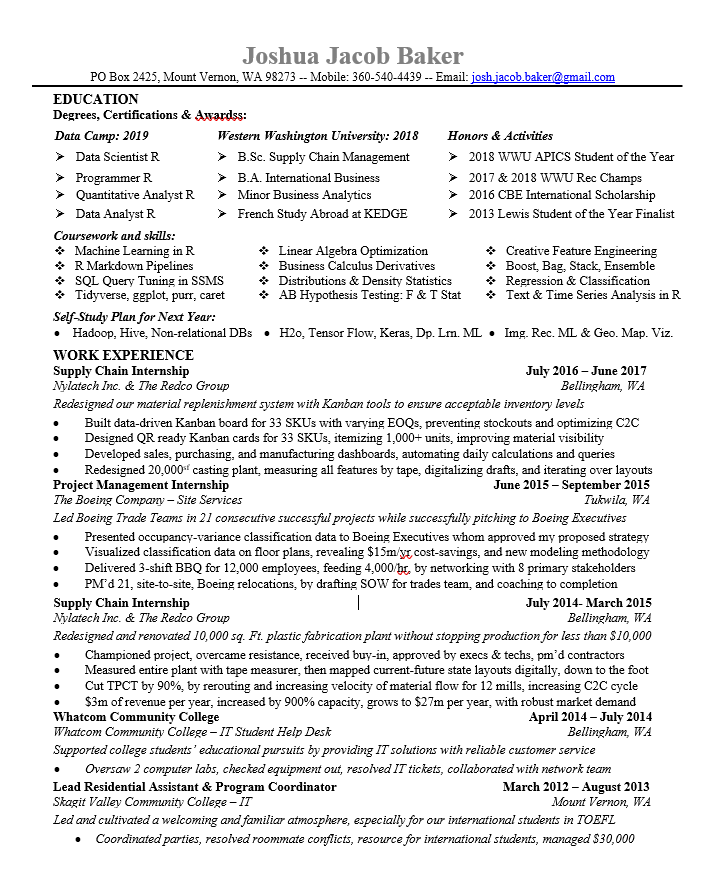 Joshua Jacob Baker
PO Box 2425, Mount Vernon, WA 98273 -- Mobile: 360-540-4439 -- Email: josh.jacob.baker@gmail.com
EDUCATION
Degrees, Certifications & Awardss:
Data Camp: 2019 Western Washington University: 2018 Honors & Activities
➢ Data Scientist R ➢ B.Sc. Supply Chain Management ➢ 2018 WWU APICS Student of the Year
➢ Programmer R ➢ B.A. International Business ➢ 2017 & 2018 WWU Rec Champs
➢ Quantitative Analyst R ➢ Minor Business Analytics ➢ 2016 CBE International Scholarship
➢ Data Analyst R ➢ French Study Abroad at KEDGE ➢ 2013 Lewis Student of the Year Finalist
Coursework and skills:
❖ Machine Learning in R ❖ Linear Algebra Optimization ❖ Creative Feature Engineering
❖ R Markdown Pipelines ❖ Business Calculus Derivatives ❖ Boost, Bag, Stack, Ensemble
❖ SQL Query Tuning in SSMS ❖ Distributions & Density Statistics ❖ Regression & Classification
❖ Tidyverse, ggplot, purr, caret ❖ AB Hypothesis Testing: F & T Stat ❖ Text & Time Series Analysis in R
Self-Study Plan for Next Year:
• Hadoop, Hive, Non-relational DBs • H2o, Tensor Flow, Keras, Dp. Lrn. ML • Img. Rec. ML & Geo. Map. Viz.
WORK EXPERIENCE
Supply Chain Internship July 2016 – June 2017
Nylatech Inc. & The Redco Group Bellingham, WA
Redesigned our material replenishment system with Kanban tools to ensure acceptable inventory levels
• Built data-driven Kanban board for 33 SKUs with varying EOQs, preventing stockouts and optimizing C2C
• Designed QR ready Kanban cards for 33 SKUs, itemizing 1,000+ units, improving material visibility
• Developed sales, purchasing, and manufacturing dashboards, automating daily calculations and queries
• Redesigned 20,000sf casting plant, measuring all features by tape, digitalizing drafts, and iterating over layouts
Project Management Internship June 2015 – September 2015
The Boeing Company – Site Services Tukwila, WA
Led Boeing Trade Teams in 21 consecutive successful projects while successfully pitching to Boeing Executives
• Presented occupancy-variance classification data to Boeing Executives whom approved my proposed strategy
• Visualized classification data on floor plans, revealing $15m/yr cost-savings, and new modeling methodology
• Delivered 3-shift BBQ for 12,000 employees, feeding 4,000/hr, by networking with 8 primary stakeholders
• PM'd 21, site-to-site, Boeing relocations, by drafting SOW for trades team, and coaching to completion
Supply Chain Internship July 2014- March 2015
Nylatech Inc. & The Redco Group Bellingham, WA
Redesigned and renovated 10,000 sq. Ft. plastic fabrication plant without stopping production for less than $10,000
• Championed project, overcame resistance, received buy-in, approved by execs & techs, pm'd contractors
• Measured entire plant with tape measurer, then mapped current-future state layouts digitally, down to the foot
• Cut TPCT by 90%, by rerouting and increasing velocity of material flow for 12 mills, increasing C2C cycle
• $3m of revenue per year, increased by 900% capacity, grows to $27m per year, with robust market demand
Whatcom Community College April 2014 – July 2014
Whatcom Community College – IT Student Help Desk Bellingham, WA
Supported college students' educational pursuits by providing IT solutions with reliable customer service
• Oversaw 2 computer labs, checked equipment out, resolved IT tickets, collaborated with network team
Lead Residential Assistant & Program Coordinator March 2012 – August 2013
Skagit Valley Community College – IT Mount Vernon, WA
Led and cultivated a welcoming and familiar atmosphere, especially for our international students in TOEFL
• Coordinated parties, resolved roommate conflicts, resource for international students, managed $30,000